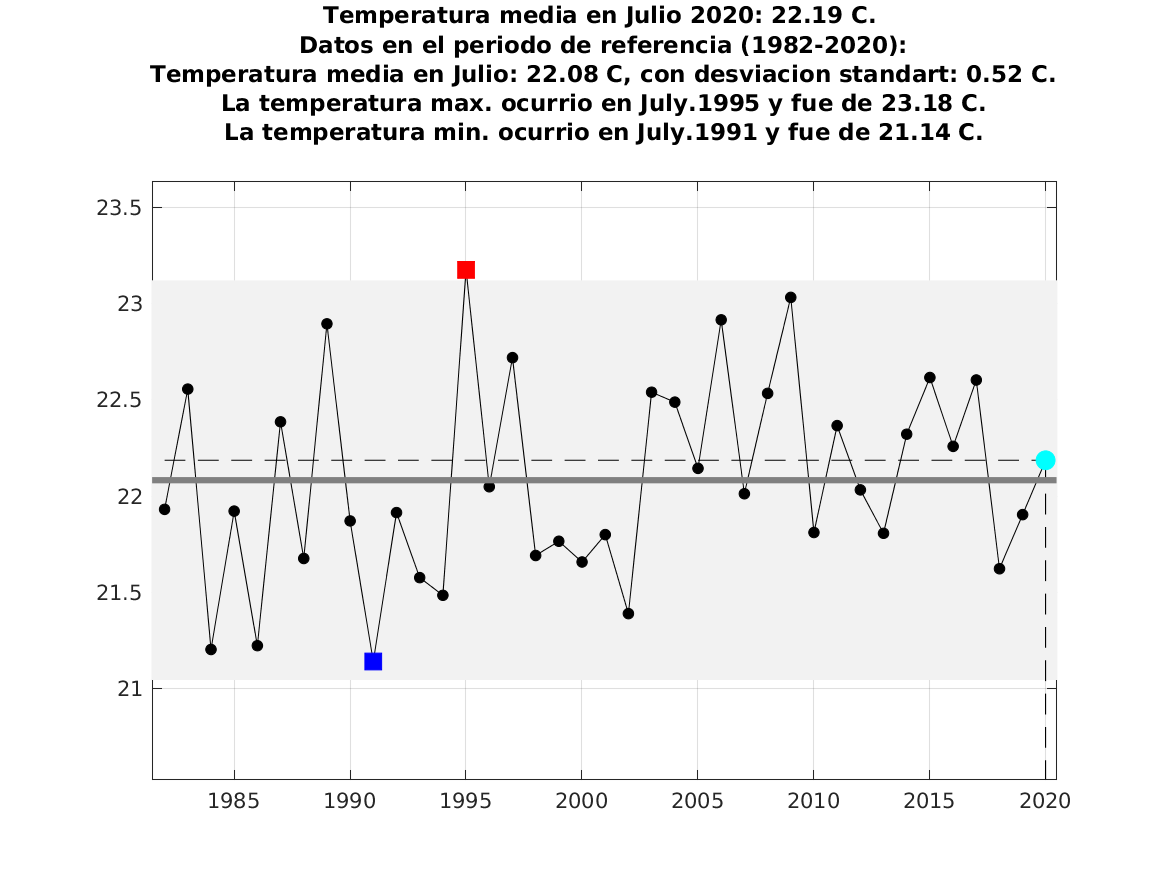 Temperatura media en Julio 2020: 22.19 C.
Datos en el periodo de referencia (1982-2020):
Temperatura media en Julio: 22.08 C, con desviacion standart: 0.52 C.
La temperatura max. ocurrio en July.1995 y fue de 23.18 C.
La temperatura min. ocurrio en July.1991 y fue de 21.14 C.
23.5
23
22.5
22
21.5
21
1985 1990 1995 2000 2005 2010 2015 2020